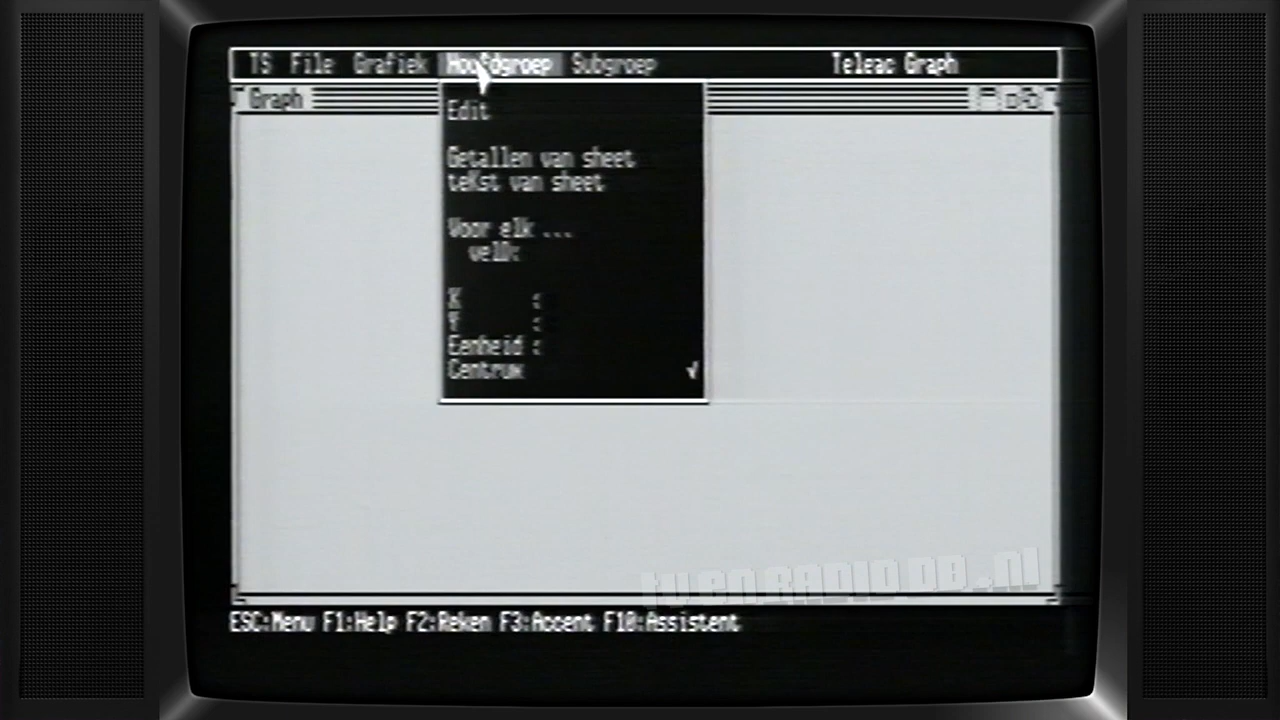 TS File Grafiek Hoofdgroep Subgroep Teleac Graph
Graph
Edit
Getallen van sheet
teKst van sheet
Voor elk ...
velD:
X :
Y :
Eenheid :
Centrum √
tv en RADIO DB .nl
ESC:Menu F1:Help F2:Reken F3:Accent F10:Assistent